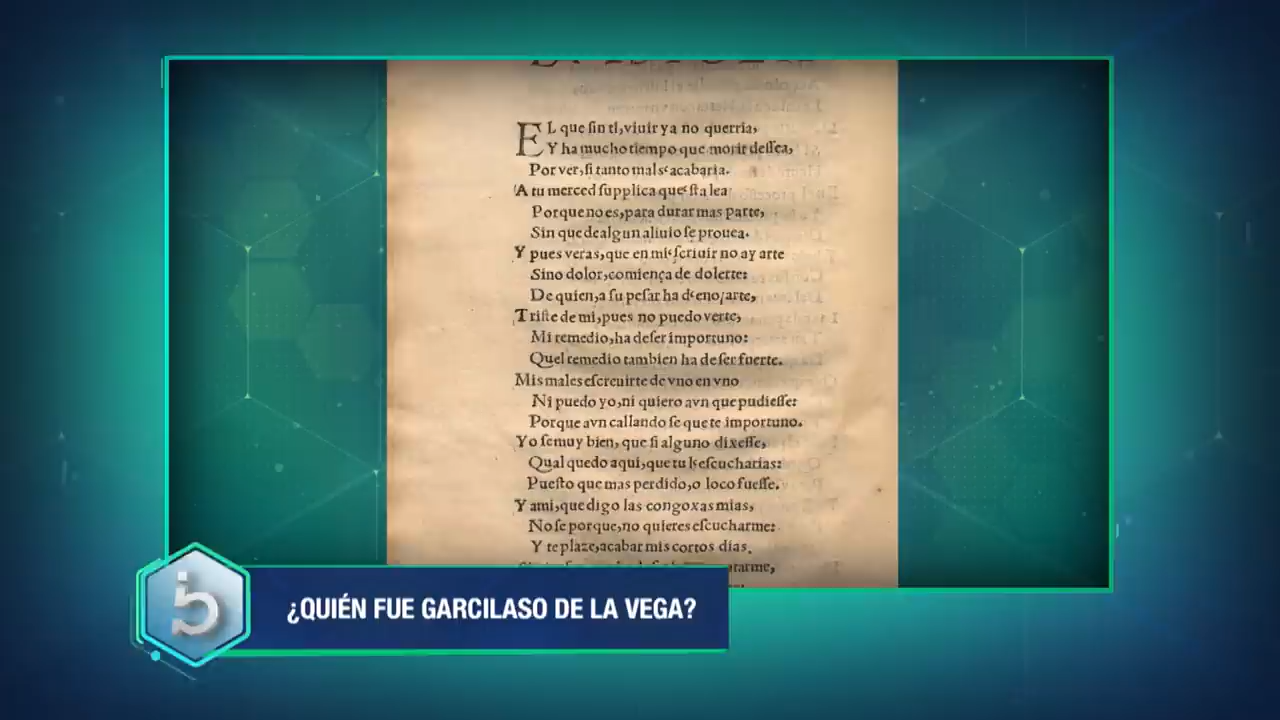 EL que ſin ti, viuir ya no querria,
Y ha mucho tiempo que morir deſſea,
Por ver, ſi tanto mal se acabaria.
A tu merced ſupplica que eſta lea
Porque no es, para durar mas parte,
Sin que de algun aliuio ſe prouea.
Y pues veras, que en mi eſcriuir no ay arte
Sino dolor, comiença de dolerte:
De quien, a ſu peſar ha de enojarte,
Triſte de mi, pues no puedo verte,
Mi remedio, ha deſer importuno:
Quel remedio tambien ha de ſer fuerte.
Mis males eſcreuirte de vno en vno
Ni puedo yo, ni quiero avn que pudieſſe:
Porque avn callando ſe que te importuno.
Yo ſe muy bien, que ſi alguno dixeſſe,
Qual quedo aqui, que tu le eſcucharias:
Pueſto que mas perdido, o loco fueſſe.
Y ami, que digo las congoxas mias,
No ſe porque, no quieres eſcucharme:
Y te plaze, acabar mis cortos dias.
¿QUIÉN FUE GARCILASO DE LA VEGA?